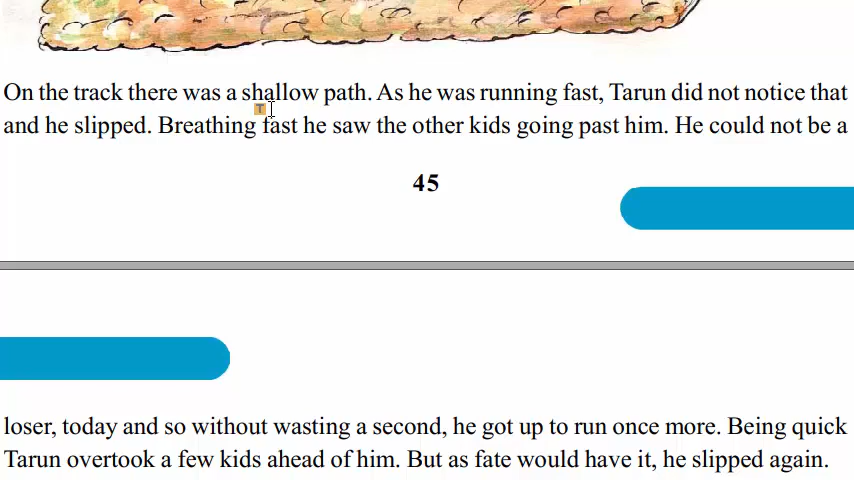 On the track there was a shallow path. As he was running fast, Tarun did not notice that
and he slipped. Breathing fast he saw the other kids going past him. He could not be a
45
loser, today and so without wasting a second, he got up to run once more. Being quick
Tarun overtook a few kids ahead of him. But as fate would have it, he slipped again.